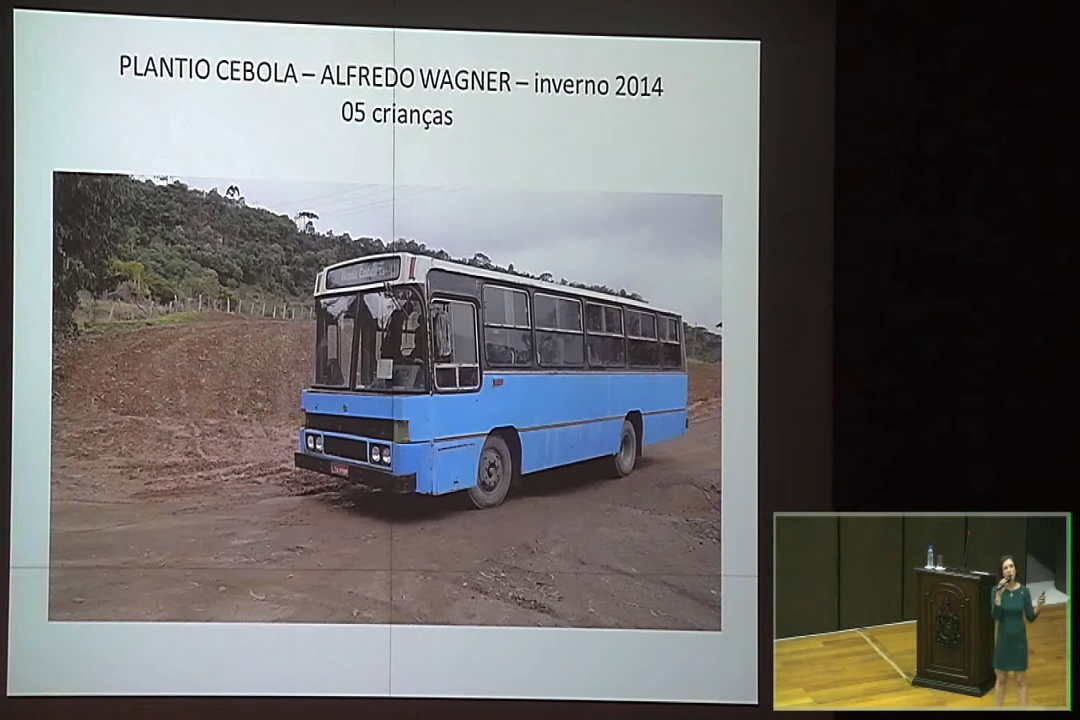 PLANTIO CEBOLA – ALFREDO WAGNER – inverno 2014
05 crianças